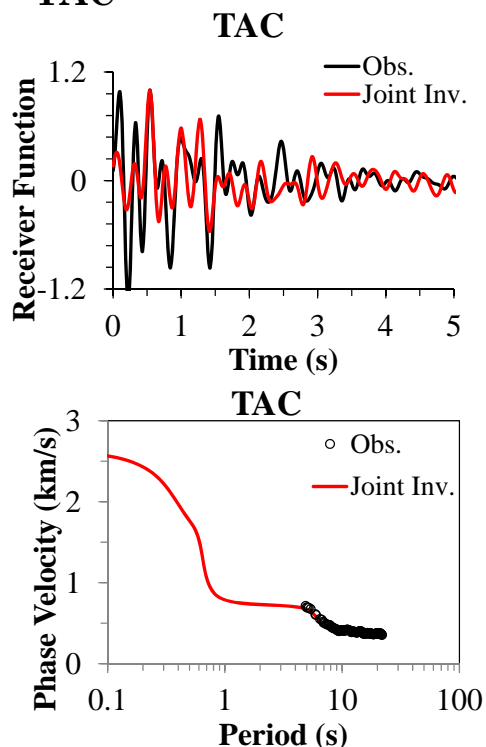 TAC
TAC
1.2
Obs.
Joint Inv.
0
-1.2
Receiver Function
0 1 2 3 4 5
Time (s)
TAC
3
Obs.
Joint Inv.
2
1
0
Phase Velocity (km/s)
0.1 1 10 100
Period (s)